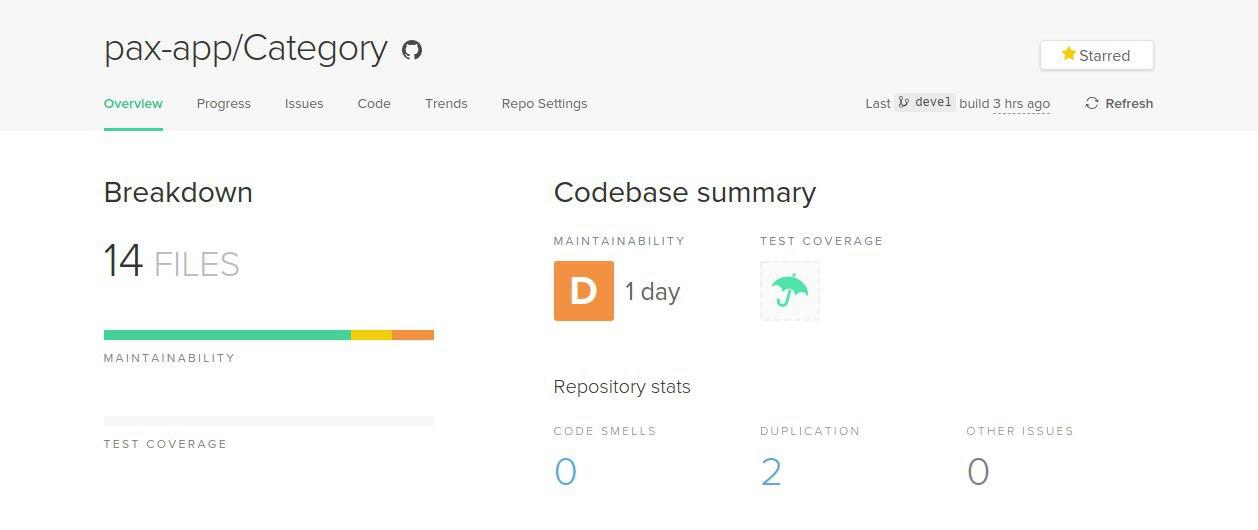 pax-app/Category
Starred
Overview Progress Issues Code Trends Repo Settings Last devel build 3 hrs ago Refresh
Breakdown Codebase summary
MAINTAINABILITY TEST COVERAGE
14 FILES
D 1 day
MAINTAINABILITY
Repository stats
CODE SMELLS DUPLICATION OTHER ISSUES
TEST COVERAGE
0 2 0